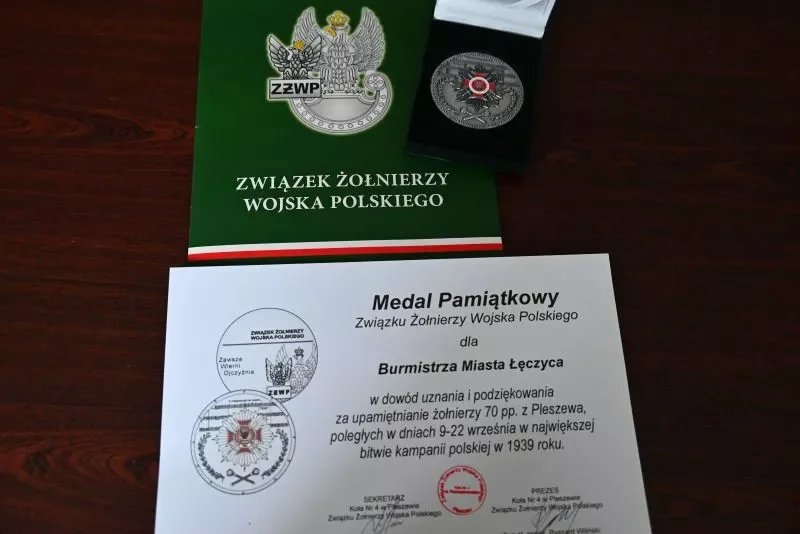 ZŻWP
ZWIĄZEK ŻOŁNIERZY
WOJSKA POLSKIEGO
Medal Pamiątkowy
Związku Żołnierzy Wojska Polskiego
dla
Burmistrza Miasta Łęczyca
w dowód uznania i podziękowania
za upamiętnianie żołnierzy 70 pp. z Pleszewa,
poległych w dniach 9-22 września w największej
bitwie kampanii polskiej w 1939 roku.
ZWIĄZEK ŻOŁNIERZY
WOJSKA POLSKIEGO
Zawsze
Wierni
Ojczyźnie
ZŻWP
SEKRETARZ
Koła Nr 4 w Pleszewie
Związku Żołnierzy Wojska Polskiego
PREZES
Koła Nr 4 w Pleszewie
Związku Żołnierzy Wojska Polskiego